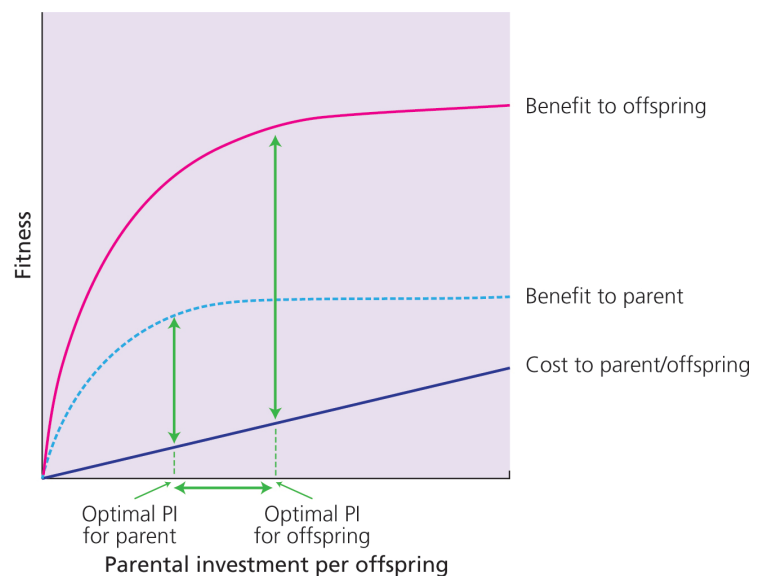 Benefit to offspring
Fitness
Benefit to parent
Cost to parent/offspring
Optimal PI
for parent
Optimal PI
for offspring
Parental investment per offspring